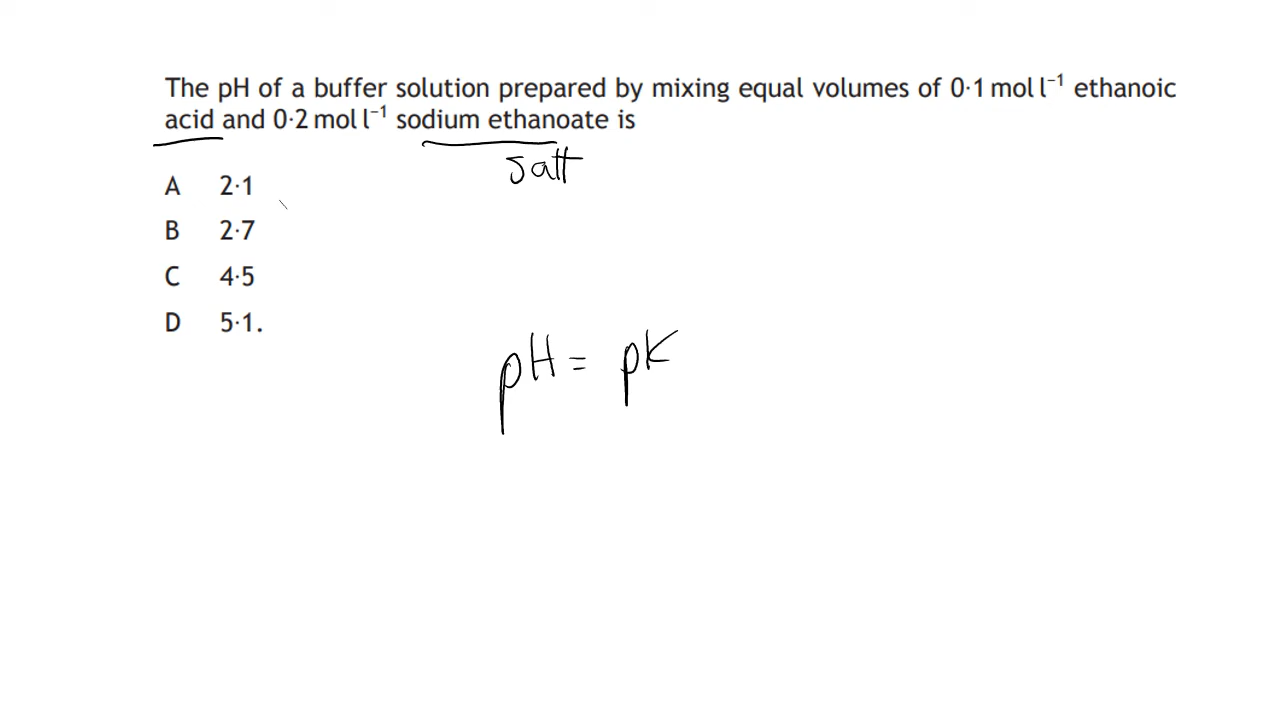 The pH of a buffer solution prepared by mixing equal volumes of 0·1 mol l⁻¹ ethanoic
acid and 0·2 mol l⁻¹ sodium ethanoate is
salt
A 2·1
B 2·7
C 4·5
D 5·1.
pH = pK